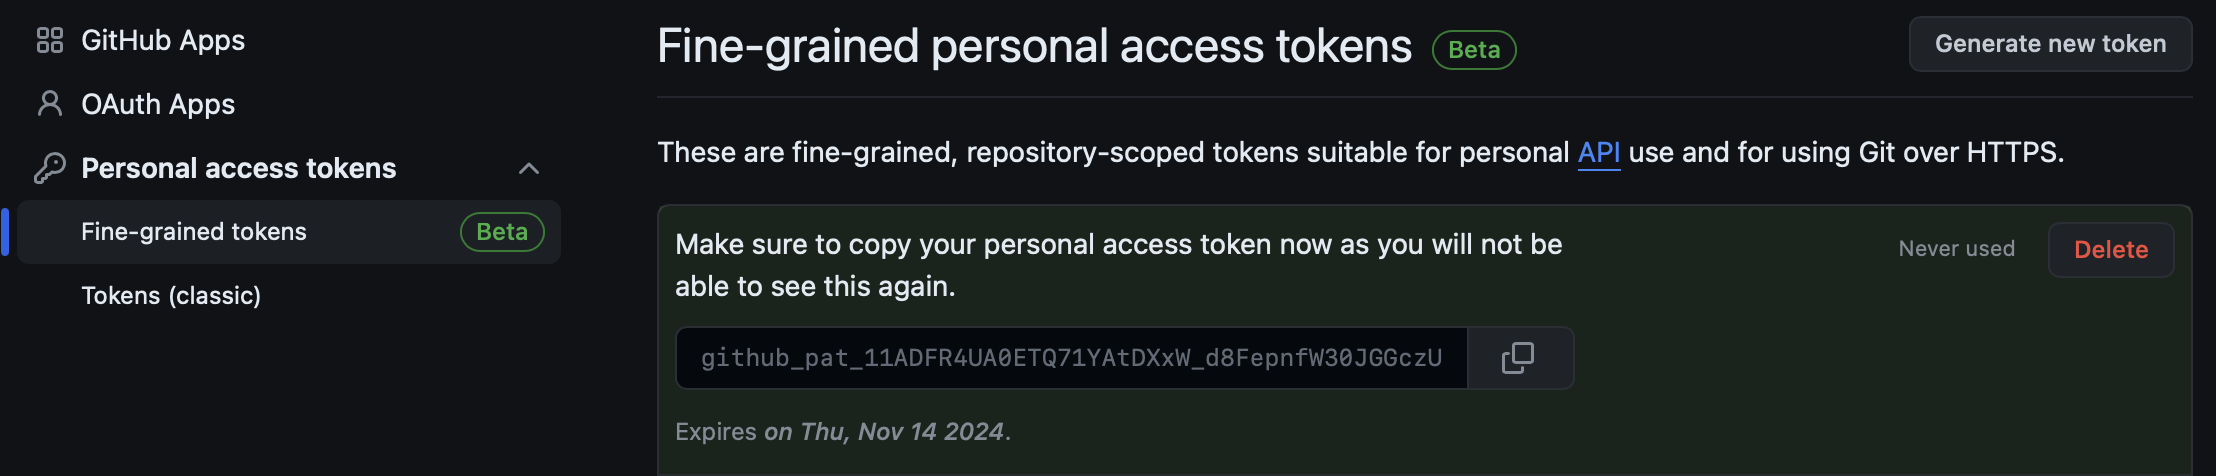 GitHub Apps
OAuth Apps
Personal access tokens
Fine-grained tokens Beta
Tokens (classic)
Fine-grained personal access tokens Beta
Generate new token
These are fine-grained, repository-scoped tokens suitable for personal API use and for using Git over HTTPS.
Make sure to copy your personal access token now as you will not be
able to see this again.
Never used
Delete
github_pat_11ADFR4UA0ETQ71YAtDXxW_d8FepnfW30JGGczU
Expires on Thu, Nov 14 2024.